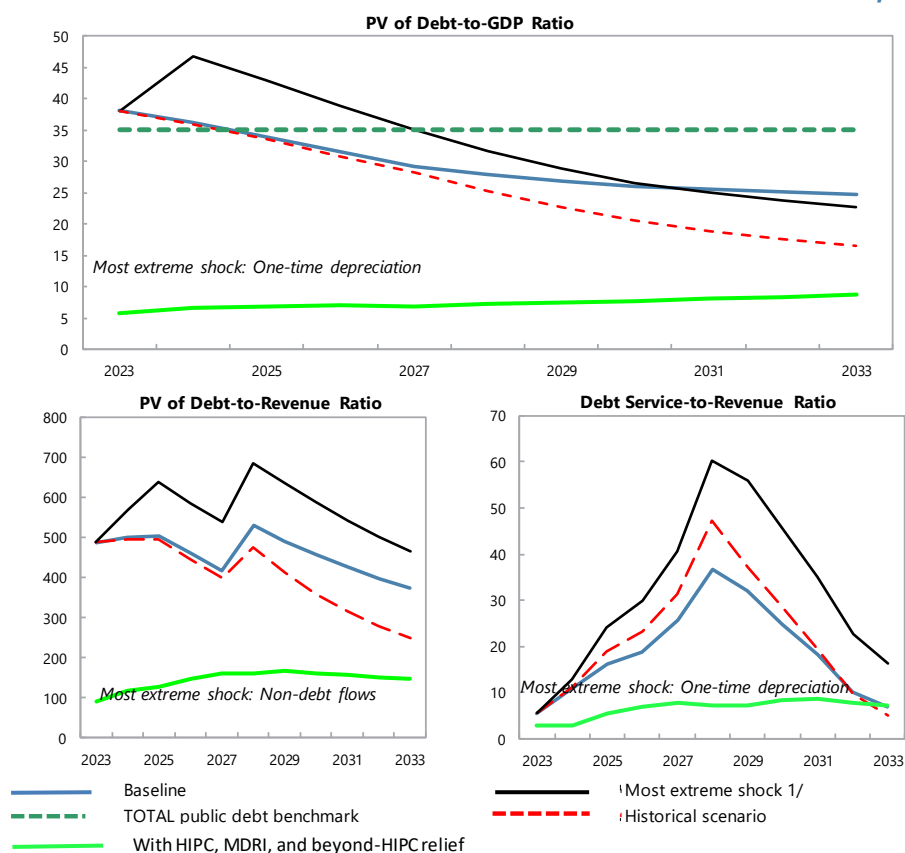 PV of Debt-to-GDP Ratio
50
45
40
35
30
25
20
15
10
5
0
Most extreme shock: One-time depreciation
2023 2025 2027 2029 2031 2033
PV of Debt-to-Revenue Ratio
800
700
600
500
400
300
200
100
0
Most extreme shock: Non-debt flows
2023 2025 2027 2029 2031 2033
Debt Service-to-Revenue Ratio
70
60
50
40
30
20
10
0
Most extreme shock: One-time depreciation
2023 2025 2027 2029 2031 2033
Baseline
Most extreme shock 1/
TOTAL public debt benchmark
Historical scenario
With HIPC, MDRI, and beyond-HIPC relief